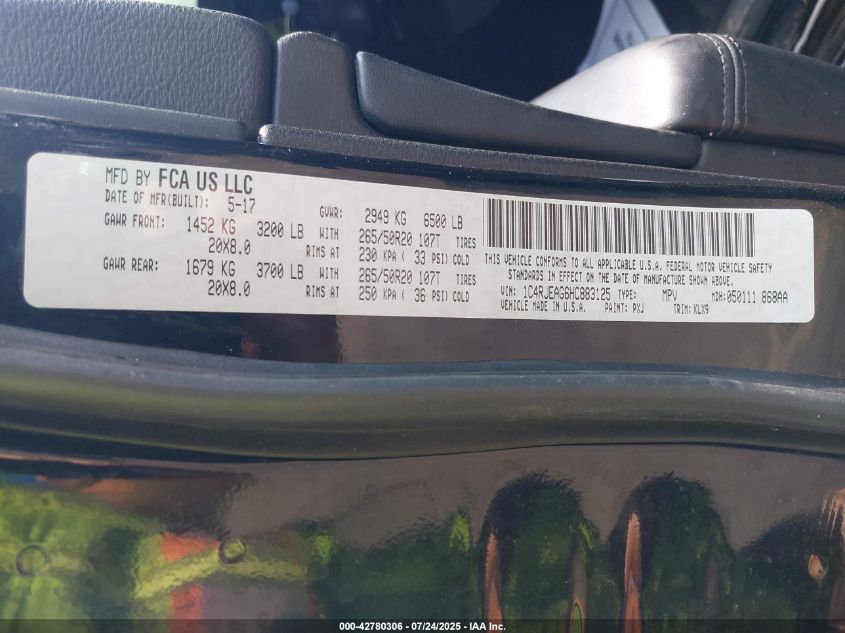 MFD BY FCA US LLC
DATE OF MFR(BUILT): 5-17 GVWR: 2949 KG 6500 LB
GAWR FRONT: 1452 KG 3200 LB WITH 265/50R20 107T TIRES
20X8.0 RIMS AT 230 KPA ( 33 PSI) COLD
GAWR REAR: 1679 KG 3700 LB WITH 265/50R20 107T TIRES
20X8.0 RIMS AT 250 KPA ( 36 PSI) COLD
THIS VEHICLE CONFORMS TO ALL APPLICABLE U.S.A. FEDERAL MOTOR VEHICLE SAFETY
STANDARDS IN EFFECT ON THE DATE OF MANUFACTURE SHOWN ABOVE.
VIN: 1C4RJEAG6HC883125 TYPE: MPV MDH:050111 868AA
VEHICLE MADE IN U.S.A. PAINT: PXJ TRIM:KLX9
000-42780306 - 07/24/2025 - IAA Inc.